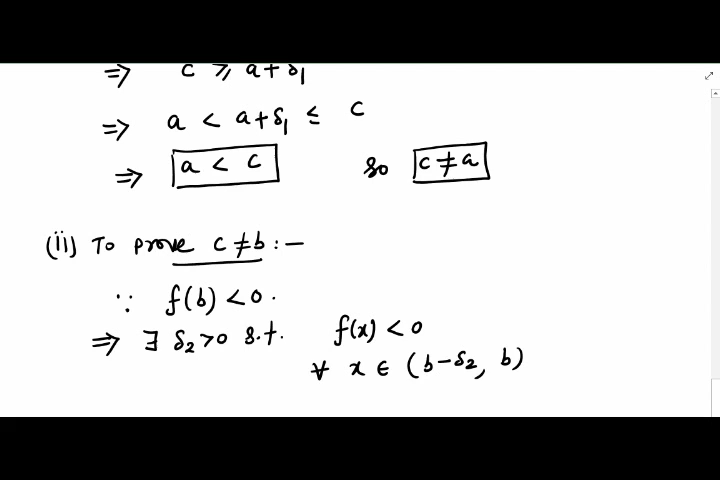 ⇒ c ≥ a+δ₁
⇒ a < a+δ₁ ≤ c
⇒ a < c so c ≠ a
(ii) To prove c ≠ b :–
∵ f(b) < 0.
⇒ ∃ δ₂ > 0 s.t. f(x) < 0
∀ x ∈ (b-δ₂, b)